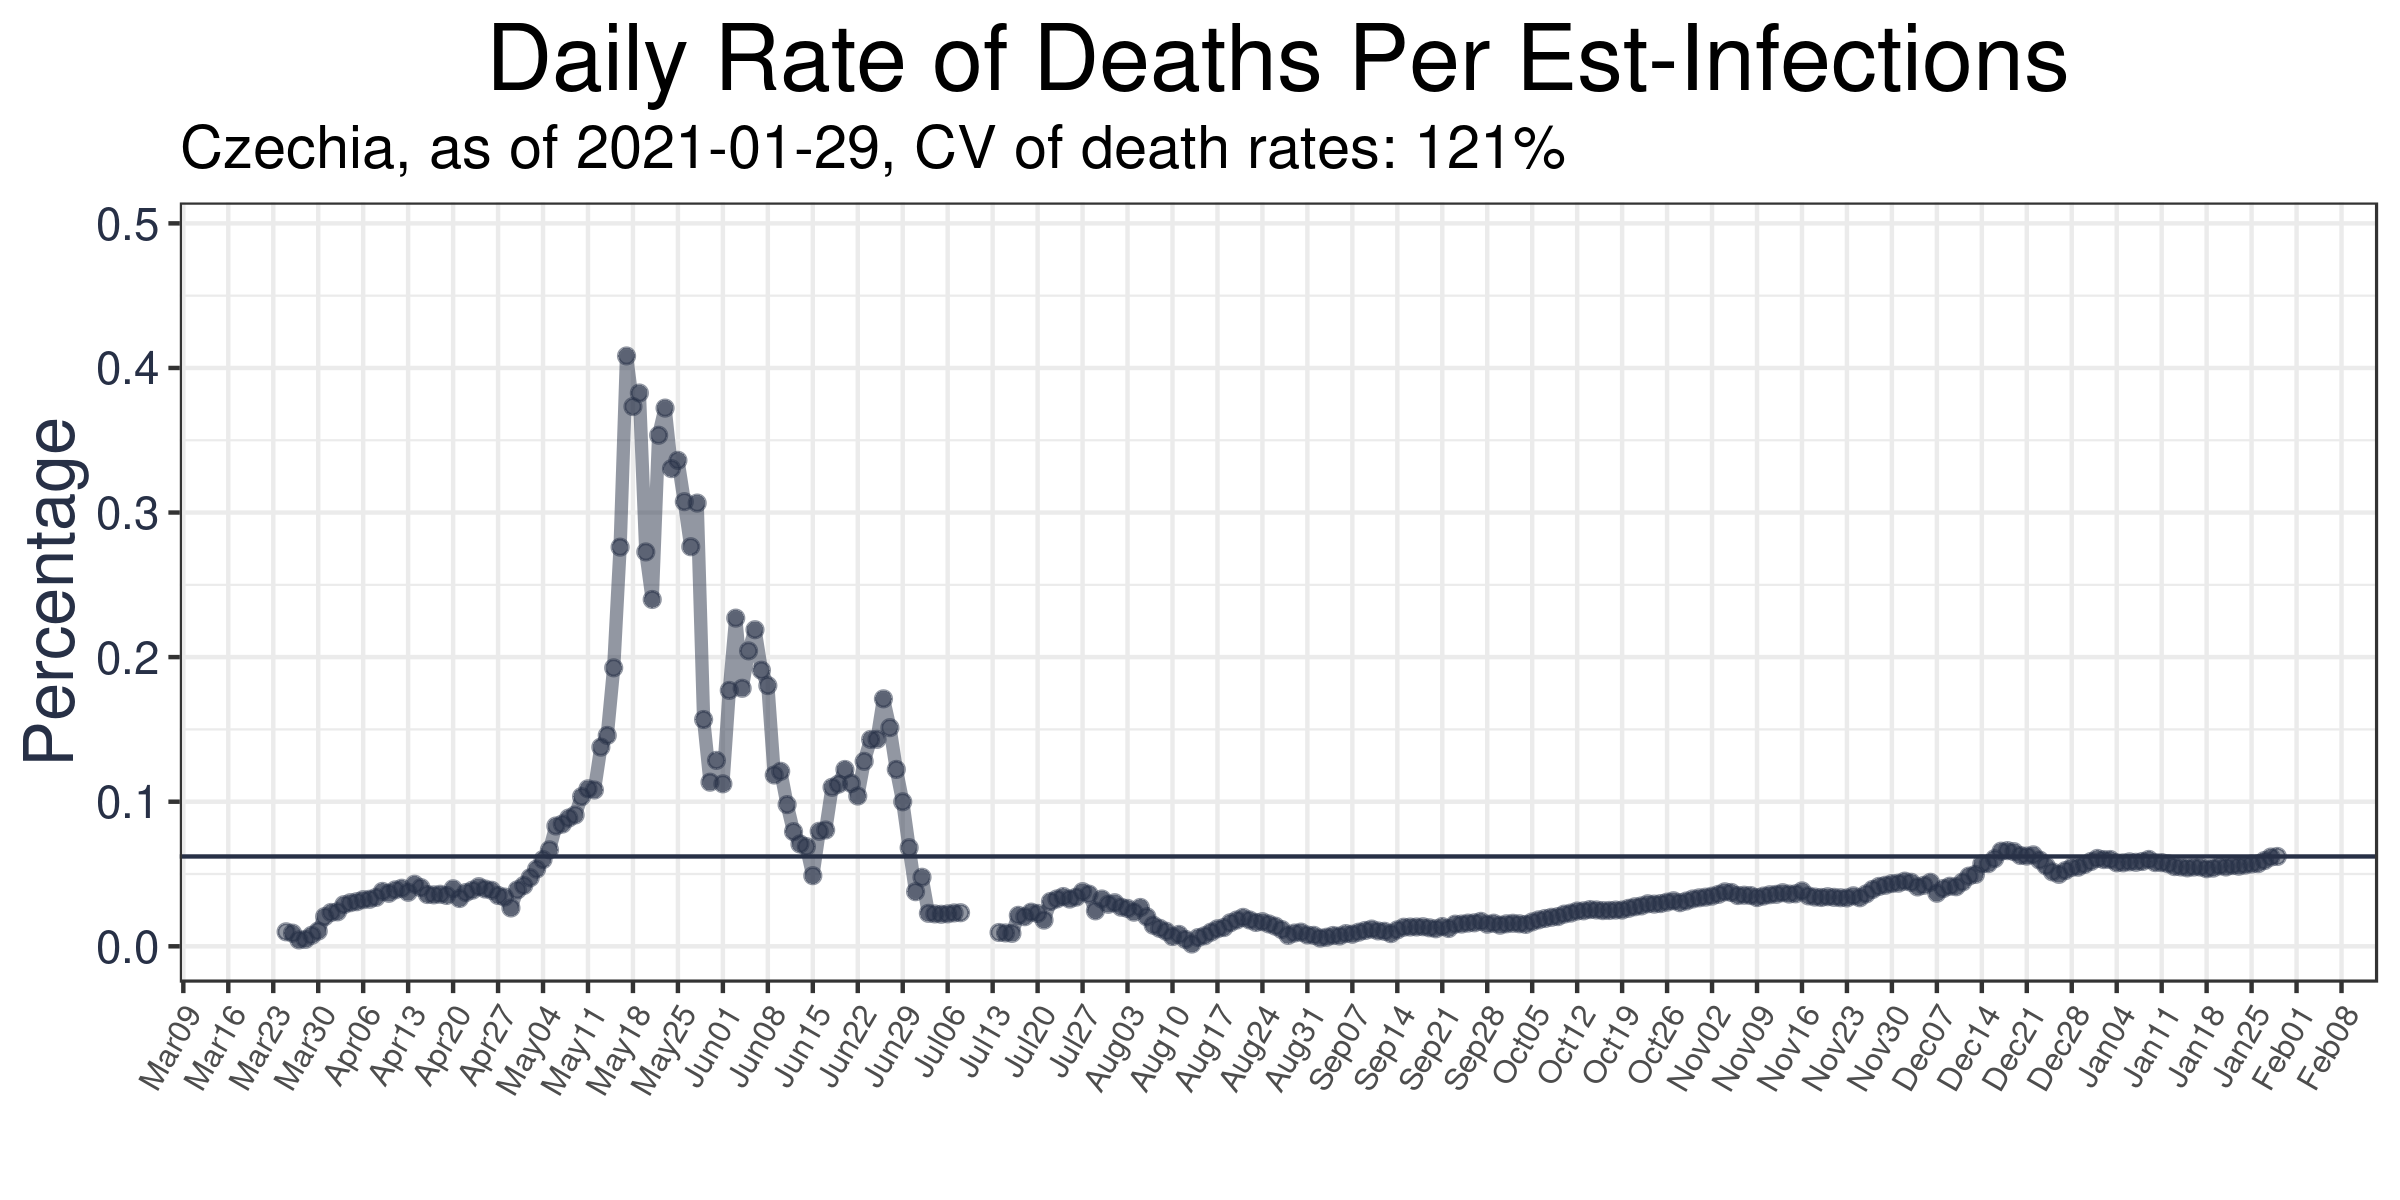 Daily Rate of Deaths Per Est-Infections
Czechia, as of 2021-01-29, CV of death rates: 121%
Percentage
0.5
0.4
0.3
0.2
0.1
0.0
Mar09 Mar16 Mar23 Mar30 Apr06 Apr13 Apr20 Apr27 May04 May11 May18 May25 Jun01 Jun08 Jun15 Jun22 Jun29 Jul06 Jul13 Jul20 Jul27 Aug03 Aug10 Aug17 Aug24 Aug31 Sep07 Sep14 Sep21 Sep28 Oct05 Oct12 Oct19 Oct26 Nov02 Nov09 Nov16 Nov23 Nov30 Dec07 Dec14 Dec21 Dec28 Jan04 Jan11 Jan18 Jan25 Feb01 Feb08